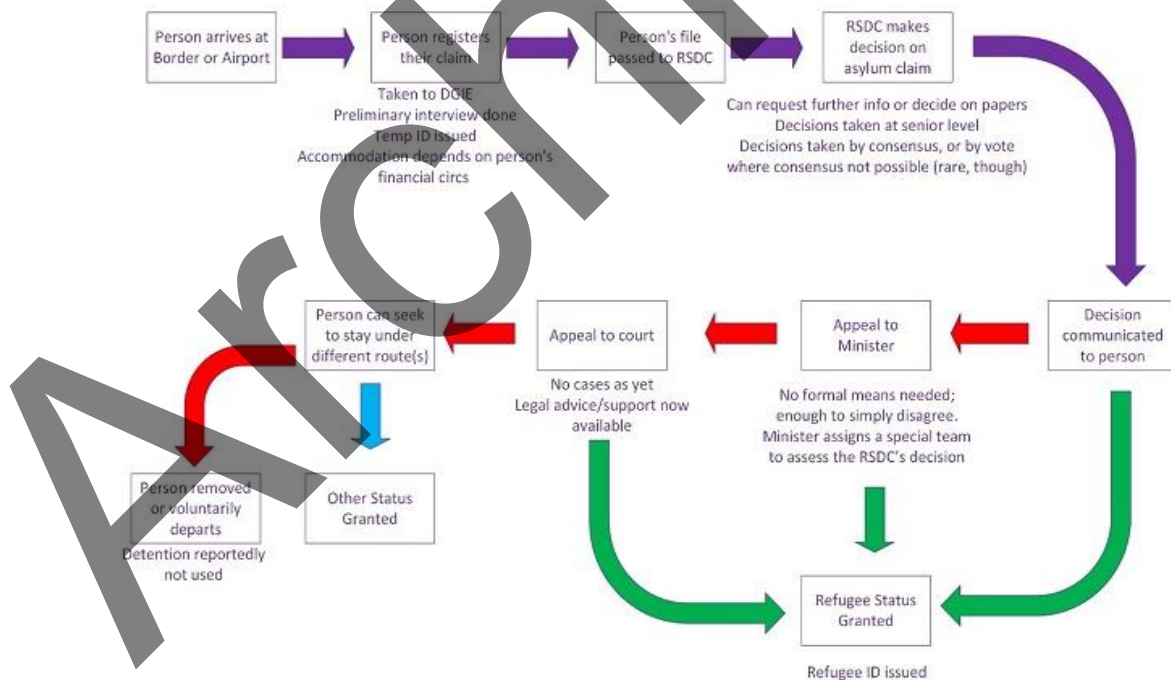 Person arrives at
Border or Airport
Person registers
their claim
Taken to DGIE
Preliminary interview done
Temp ID issued
Accommodation depends on person's
financial circs
Person's file
passed to RSDC
RSDC makes
decision on
asylum claim
Can request further info or decide on papers
Decisions taken at senior level
Decisions taken by consensus, or by vote
where consensus not possible (rare, though)
Decision
communicated
to person
Appeal to
Minister
No formal means needed;
enough to simply disagree.
Minister assigns a special team
to assess the RSDC's decision
Appeal to court
No cases as yet
Legal advice/support now
available
Person can seek
to stay under
different route(s)
Person removed
or voluntarily
departs
Detention reportedly
not used
Other Status
Granted
Refugee Status
Granted
Refugee ID issued